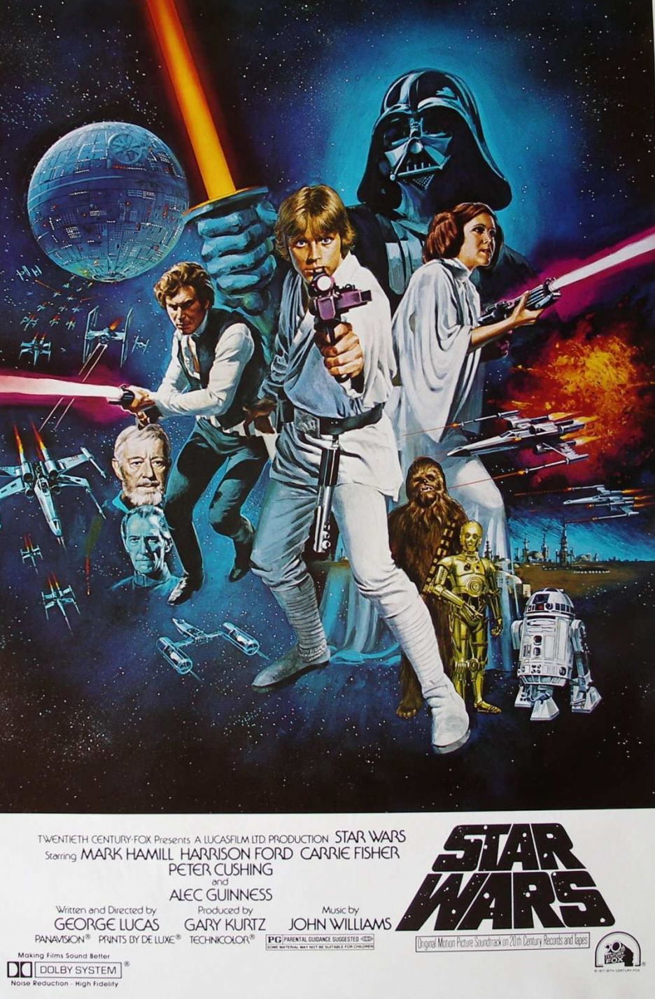 TWENTIETH CENTURY-FOX Presents A LUCASFILM LTD. PRODUCTION STAR WARS
Starring MARK HAMILL HARRISON FORD CARRIE FISHER
PETER CUSHING
and
ALEC GUINNESS
Written and Directed by
GEORGE LUCAS
Produced by
GARY KURTZ
Music by
JOHN WILLIAMS
PANAVISION® PRINTS BY DE LUXE® TECHNICOLOR®
PG PARENTAL GUIDANCE SUGGESTED
SOME MATERIAL MAY NOT BE SUITABLE FOR CHILDREN
Making Films Sound Better
DOLBY SYSTEM®
Noise Reduction · High Fidelity
STAR
WARS
Original Motion Picture Soundtrack on 20th Century Records and Tapes
20th
CENTURY
FOX
®
© 1977 20TH CENTURY-FOX